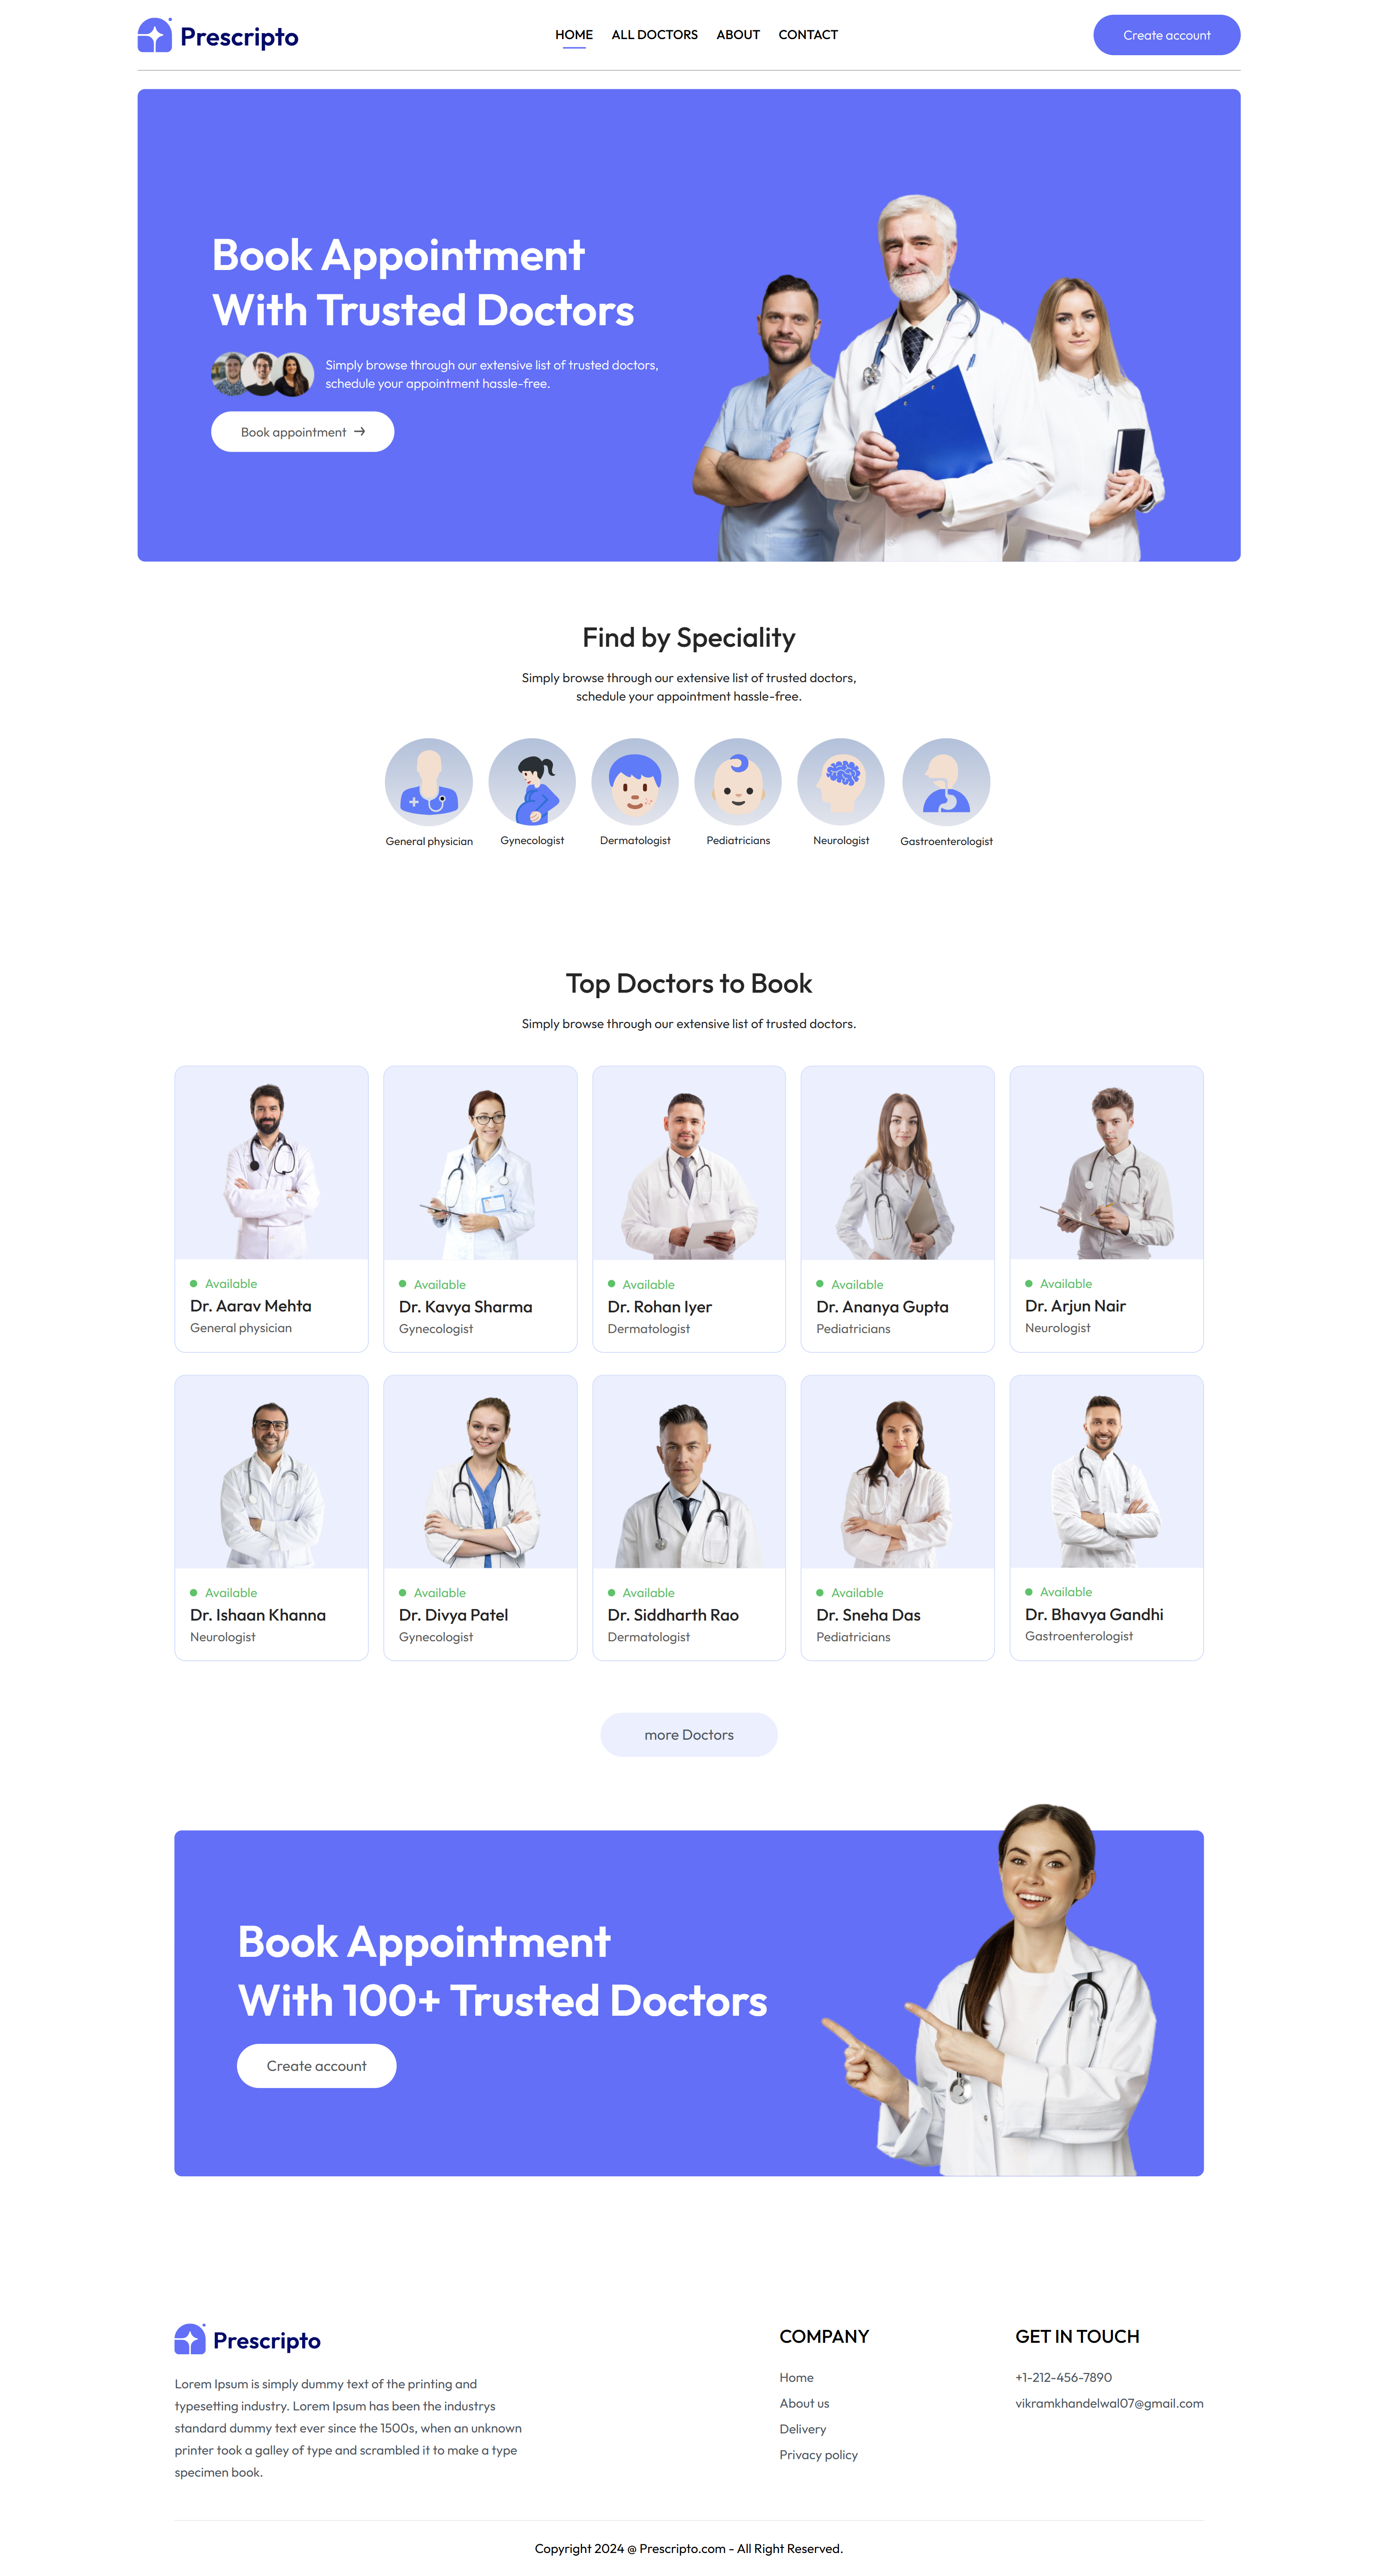 Prescripto
HOME ALL DOCTORS ABOUT CONTACT
Create account
Book Appointment
With Trusted Doctors
Simply browse through our extensive list of trusted doctors,
schedule your appointment hassle-free.
Book appointment →
Find by Speciality
Simply browse through our extensive list of trusted doctors,
schedule your appointment hassle-free.
General physician
Gynecologist
Dermatologist
Pediatricians
Neurologist
Gastroenterologist
Top Doctors to Book
Simply browse through our extensive list of trusted doctors.
Available
Dr. Aarav Mehta
General physician
Available
Dr. Kavya Sharma
Gynecologist
Available
Dr. Rohan Iyer
Dermatologist
Available
Dr. Ananya Gupta
Pediatricians
Available
Dr. Arjun Nair
Neurologist
Available
Dr. Ishaan Khanna
Neurologist
Available
Dr. Divya Patel
Gynecologist
Available
Dr. Siddharth Rao
Dermatologist
Available
Dr. Sneha Das
Pediatricians
Available
Dr. Bhavya Gandhi
Gastroenterologist
more Doctors
Book Appointment
With 100+ Trusted Doctors
Create account
Prescripto
Lorem Ipsum is simply dummy text of the printing and
typesetting industry. Lorem Ipsum has been the industrys
standard dummy text ever since the 1500s, when an unknown
printer took a galley of type and scrambled it to make a type
specimen book.
COMPANY
Home
About us
Delivery
Privacy policy
GET IN TOUCH
+1-212-456-7890
vikramkhandelwal07@gmail.com
Copyright 2024 @ Prescripto.com - All Right Reserved.